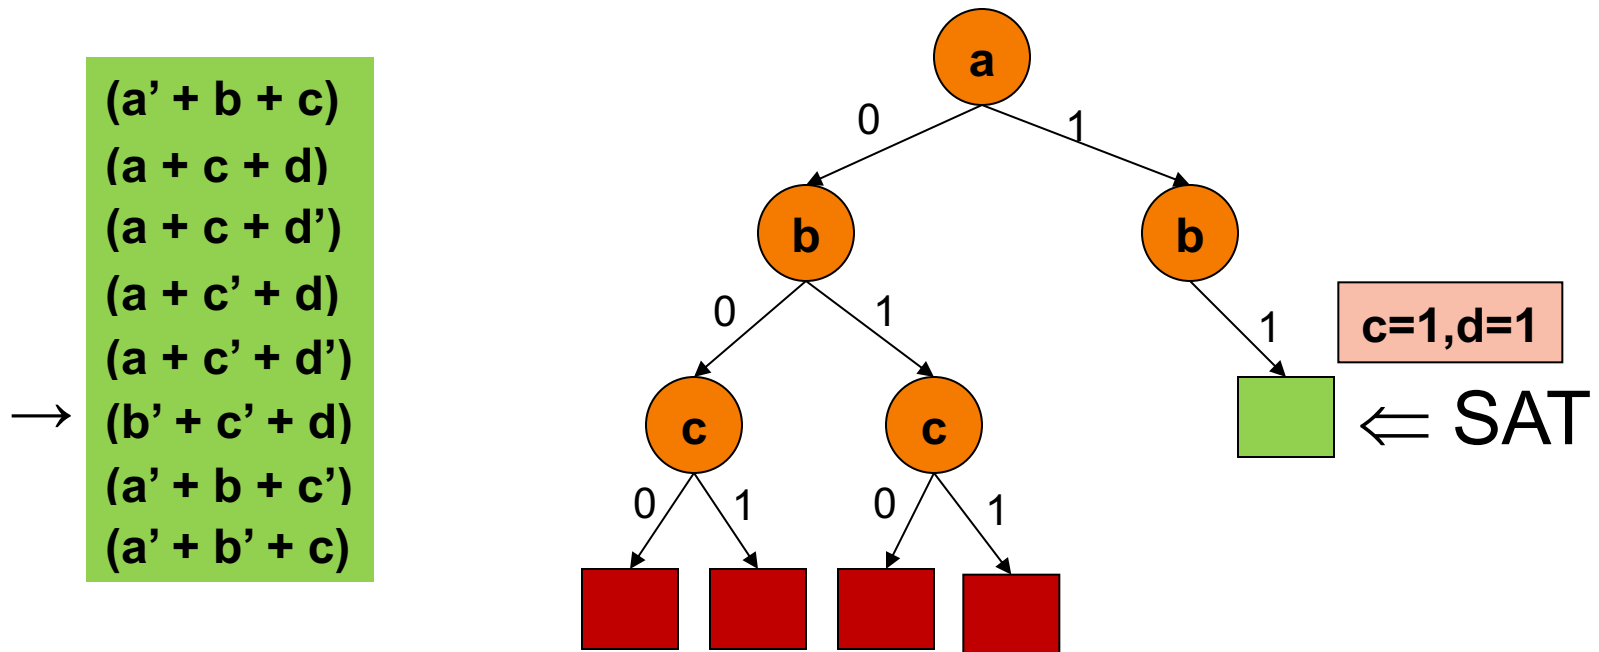 (a’ + b + c)
(a + c + d)
(a + c + d’)
(a + c’ + d)
(a + c’ + d’)
→ (b’ + c’ + d)
(a’ + b + c’)
(a’ + b’ + c)
a
0 1
b b
0 1 1
c=1,d=1
c c
⇐ SAT
0 1 0 1